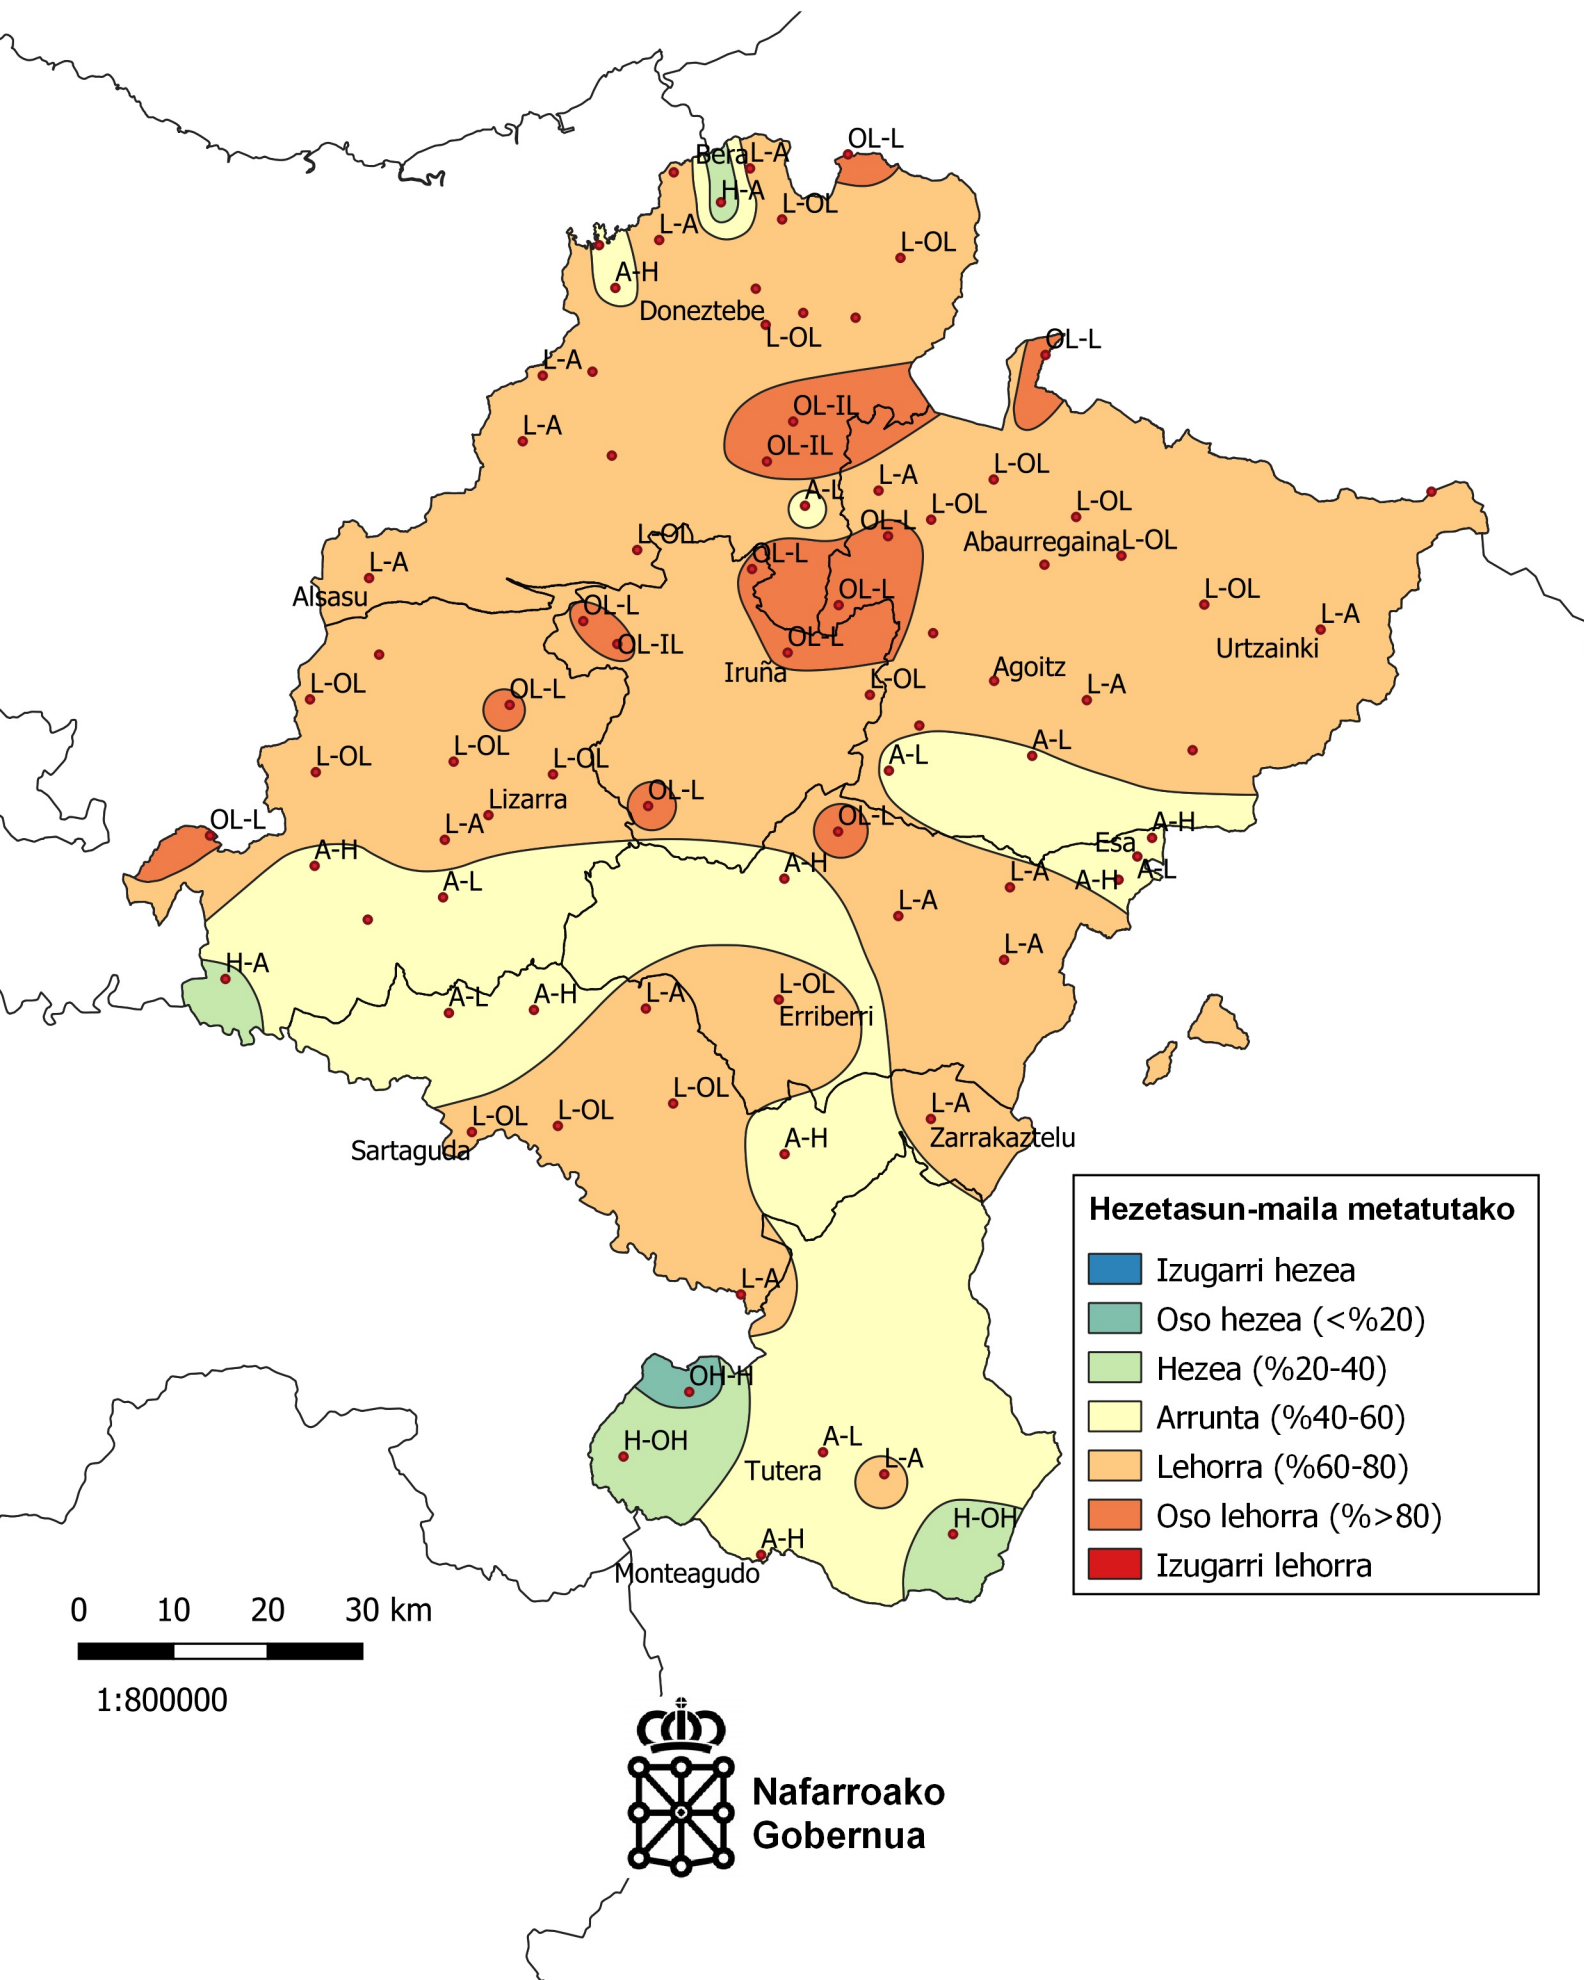 OL-L
Bera
L-A
H-A
L-OL
L-A
L-OL
A-H
Doneztebe
L-OL
OL-L
L-A
OL-IL
L-A
OL-IL
L-OL
L-A
A-L
L-OL
L-OL
OL-L
L-OL
Abaurregaina
L-OL
OL-L
L-A
Alsasu
OL-L
OL-L
L-OL
L-A
OL-IL
OL-L
Urtzainki
Iruña
Agoitz
L-OL
L-OL
OL-L
L-A
L-OL
L-OL
L-OL
A-L
A-L
OL-L
Lizarra
OL-L
L-A
OL-L
A-H
Esa
A-H
A-H
A-L
L-A
A-H
A-L
L-A
L-A
H-A
A-L
A-H
L-A
L-OL
Erriberri
L-OL
L-OL
L-OL
L-A
Sartaguda
A-H
Zarrakaztelu
L-A
OH-H
H-OH
A-L
Tutera
L-A
H-OH
A-H
Monteagudo
Hezetasun-maila metatutako
Izugarri hezea
Oso hezea (<%20)
Hezea (%20-40)
Arrunta (%40-60)
Lehorra (%60-80)
Oso lehorra (%>80)
Izugarri lehorra
0 10 20 30 km
1:800000
Nafarroako
Gobernua